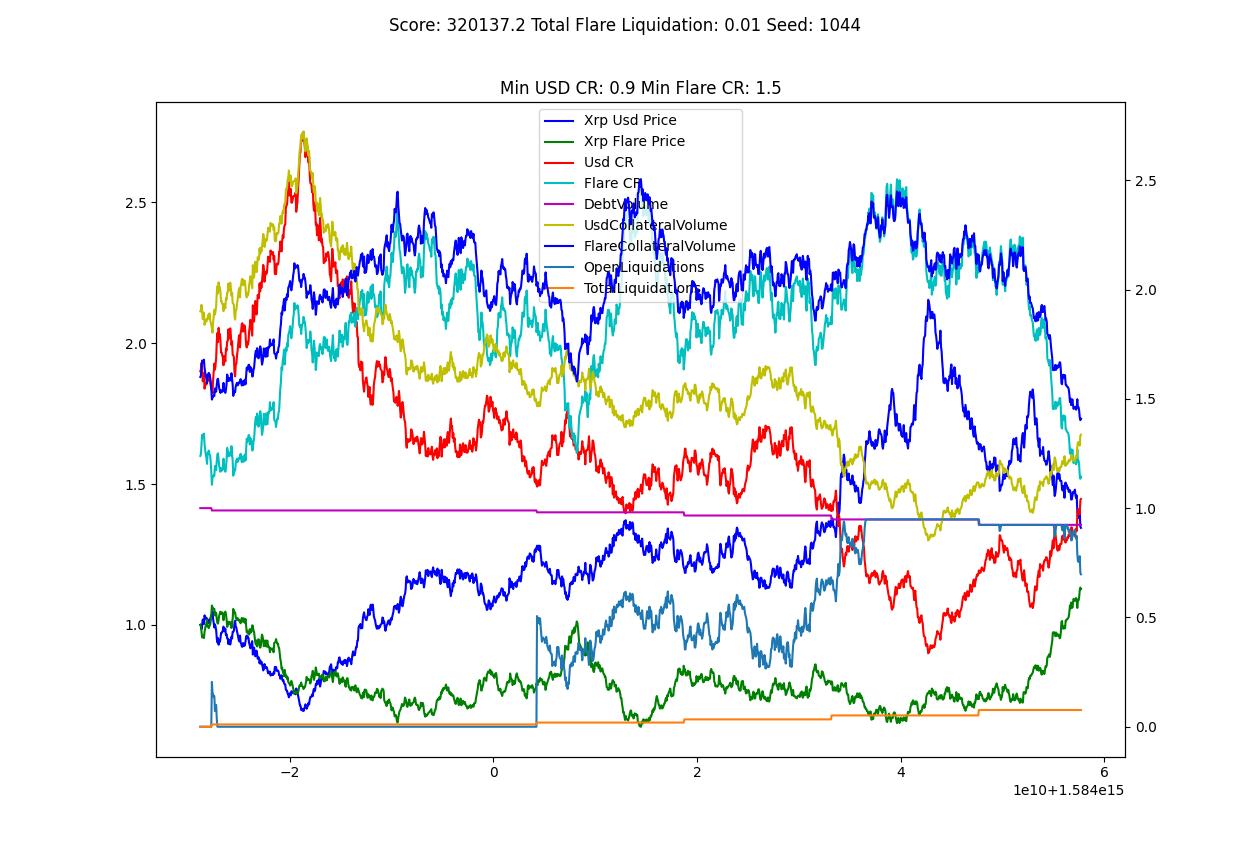 Score: 320137.2 Total Flare Liquidation: 0.01 Seed: 1044
Min USD CR: 0.9 Min Flare CR: 1.5
Xrp Usd Price
Xrp Flare Price
Usd CR
Flare CR
DebtVolume
UsdCollateralVolume
FlareCollateralVolume
OpenLiquidations
TotalLiquidations
2.5
2.0
1.5
1.0
2.5
2.0
1.5
1.0
0.5
0.0
−2
0
2
4
6
1e10+1.584e15